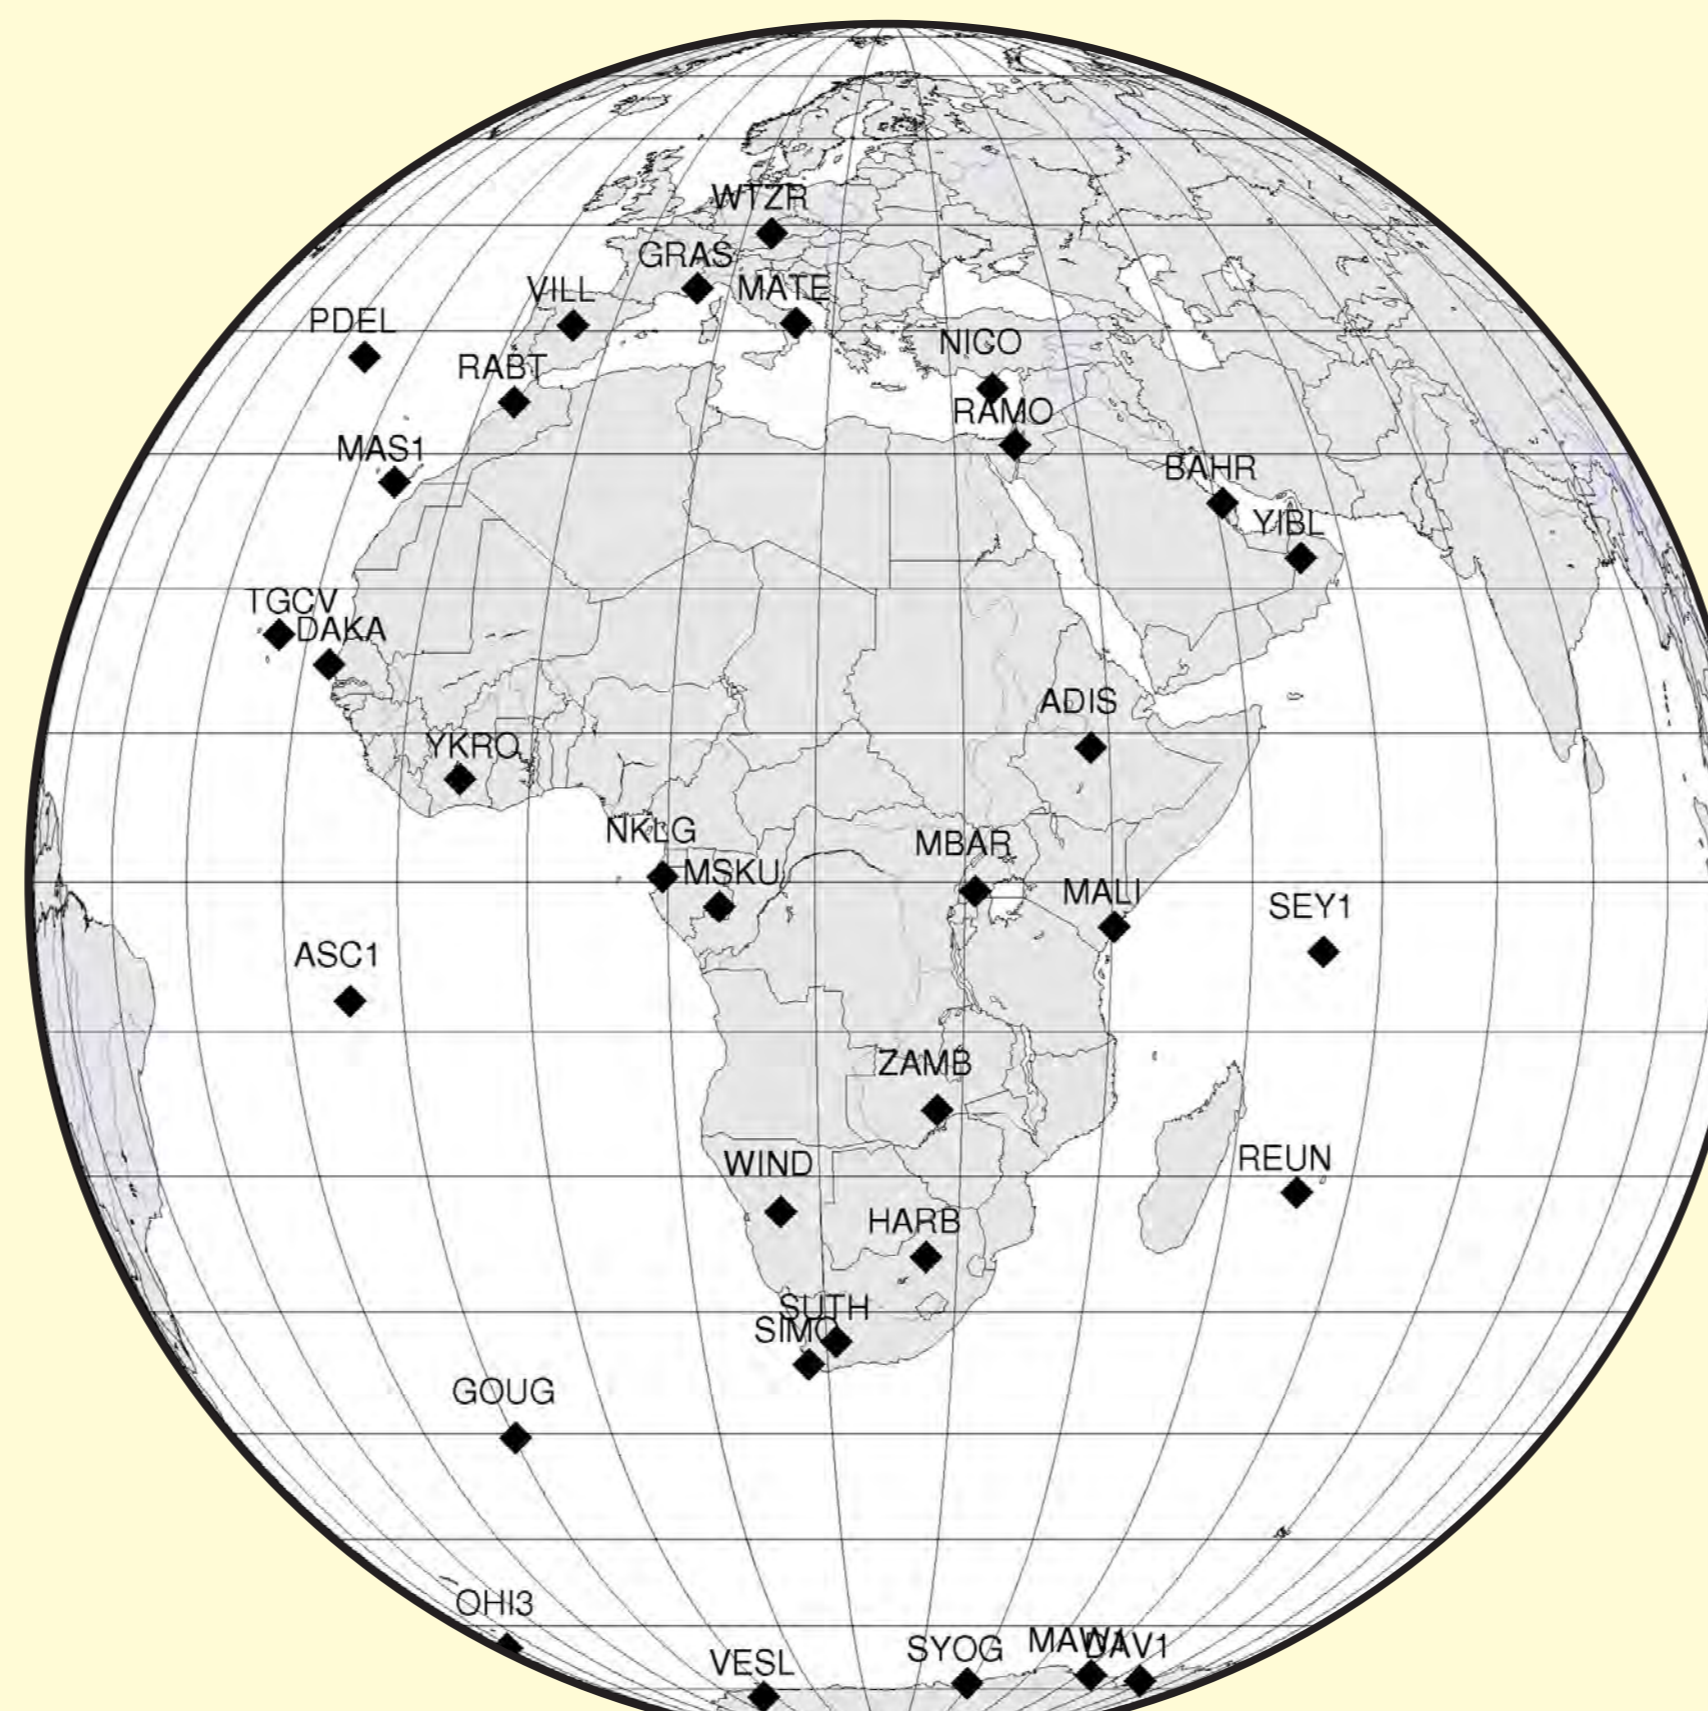 WTZR
GRAS
VILL
MATE
PDEL
NICO
RABT
RAMO
MAS1
BAHR
YIBL
TGCV
DAKA
ADIS
YKRO
NKLG
MBAR
MSKU
MALI
SEY1
ASC1
ZAMB
WIND
REUN
HARB
SUTH
SIMO
GOUG
OHI3
SYOG
MAW1
DAV1
VESL